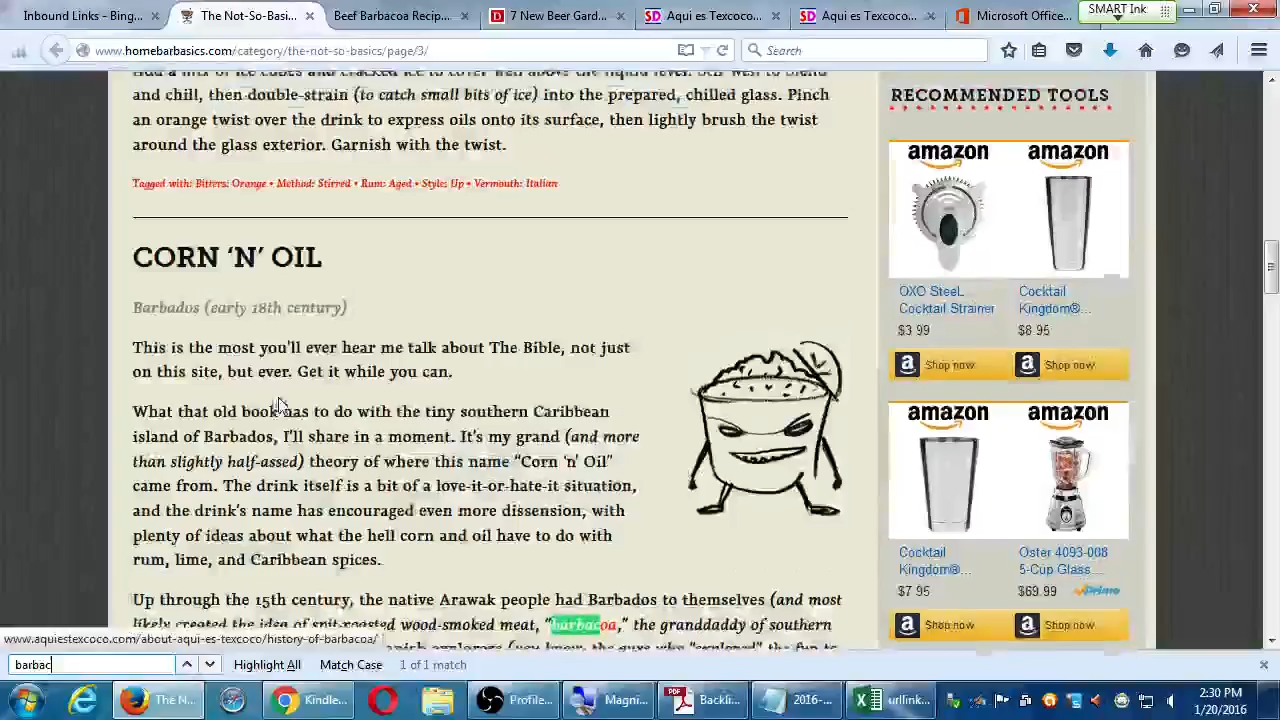 Inbound Links - Bing...
The Not-So-Basi...
Beef Barbacoa Recip...
7 New Beer Gard...
Aqui es Texcoco...
Aqui es Texcoco...
Microsoft Office...
SMART Ink
www.homebarbasics.com/category/the-not-so-basics/page/3/
Search
and chill, then double-strain (to catch small bits of ice) into the prepared, chilled glass. Pinch
an orange twist over the drink to express oils onto its surface, then lightly brush the twist
around the glass exterior. Garnish with the twist.
Tagged with: Bitters: Orange • Method: Stirred • Rum: Aged • Style: Up • Vermouth: Italian
CORN ‘N’ OIL
Barbados (early 18th century)
This is the most you'll ever hear me talk about The Bible, not just
on this site, but ever. Get it while you can.
What that old book has to do with the tiny southern Caribbean
island of Barbados, I'll share in a moment. It's my grand (and more
than slightly half-assed) theory of where this name “Corn ‘n’ Oil”
came from. The drink itself is a bit of a love-it-or-hate-it situation,
and the drink's name has encouraged even more dissension, with
plenty of ideas about what the hell corn and oil have to do with
rum, lime, and Caribbean spices.
Up through the 15th century, the native Arawak people had Barbados to themselves (and most
likely created the idea of spit-roasted wood-smoked meat, “barbacoa,” the granddaddy of southern
RECOMMENDED TOOLS
amazon
amazon
OXO SteeL
Cocktail Strainer
$3.99
Shop now
Cocktail
Kingdom®...
$8.95
Shop now
amazon
amazon
Cocktail
Kingdom®...
$7.95
Shop now
Oster 4093-008
5-Cup Glass...
$69.99
Prime
Shop now
www.aquiestexcoco.com/about-aqui-es-texcoco/history-of-barbacoa/
barbac
Highlight All
Match Case
1 of 1 match
The N...
Kindle...
Profile...
Magni...
Backli...
2016-...
urllink...
2:30 PM
1/20/2016